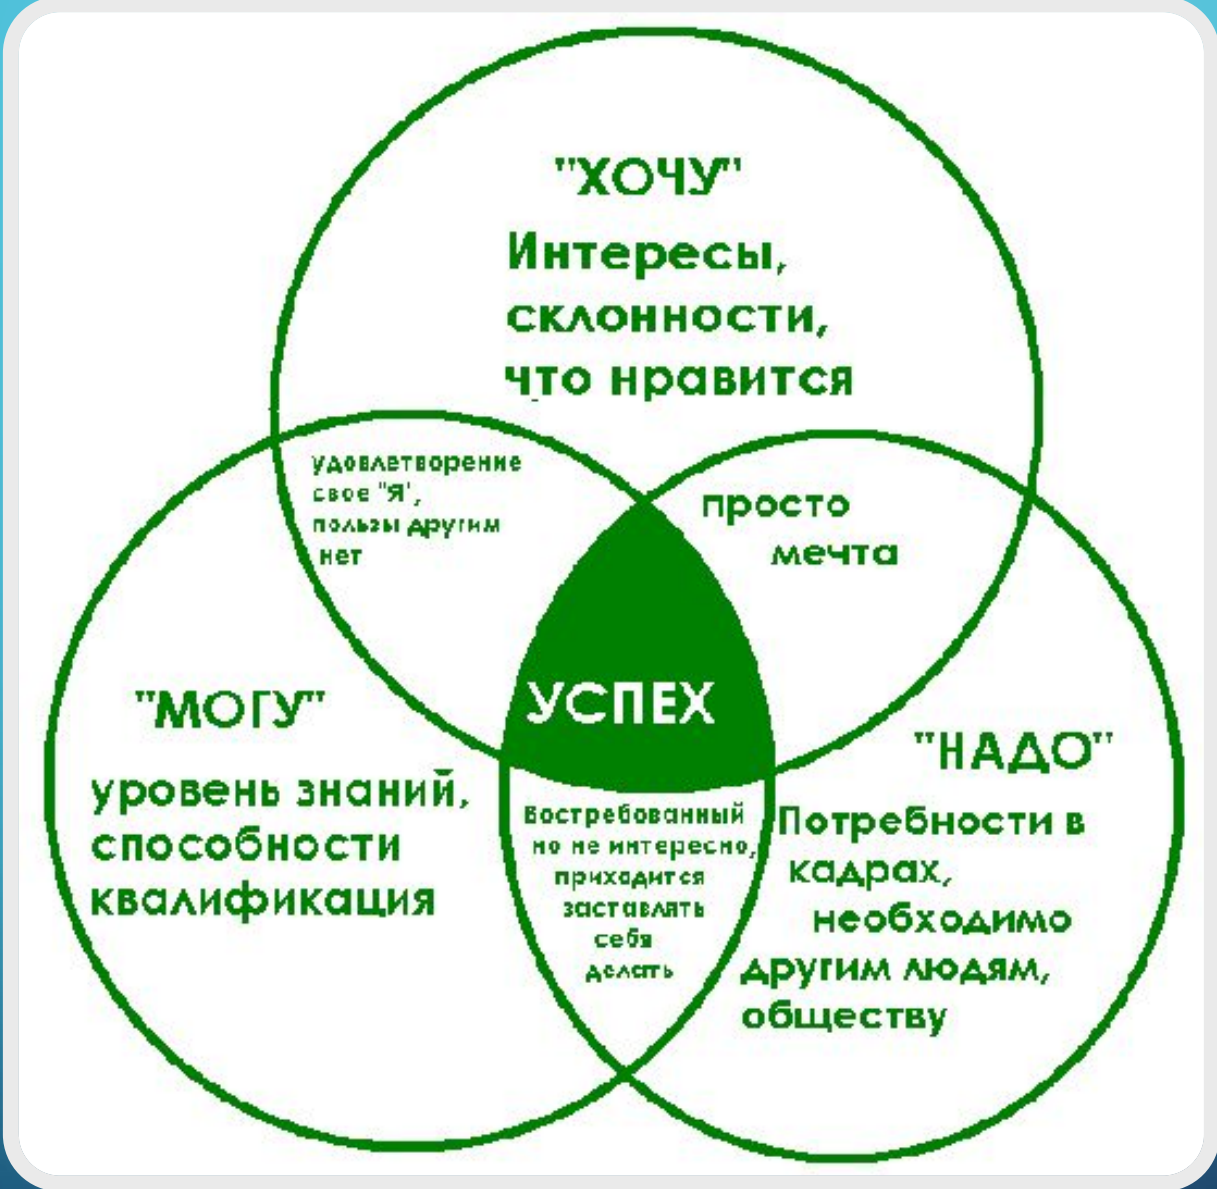 "ХОЧУ"
Интересы,
склонности,
что нравится
удовлетворение
свое "Я",
пользы другим
нет
просто
мечта
УСПЕХ
"МОГУ"
уровень знаний,
способности
квалификация
"НАДО"
Потребности в
кадрах,
необходимо
другим людям,
обществу
Востребованный
но не интересно,
приходится
заставлять
себя
делать